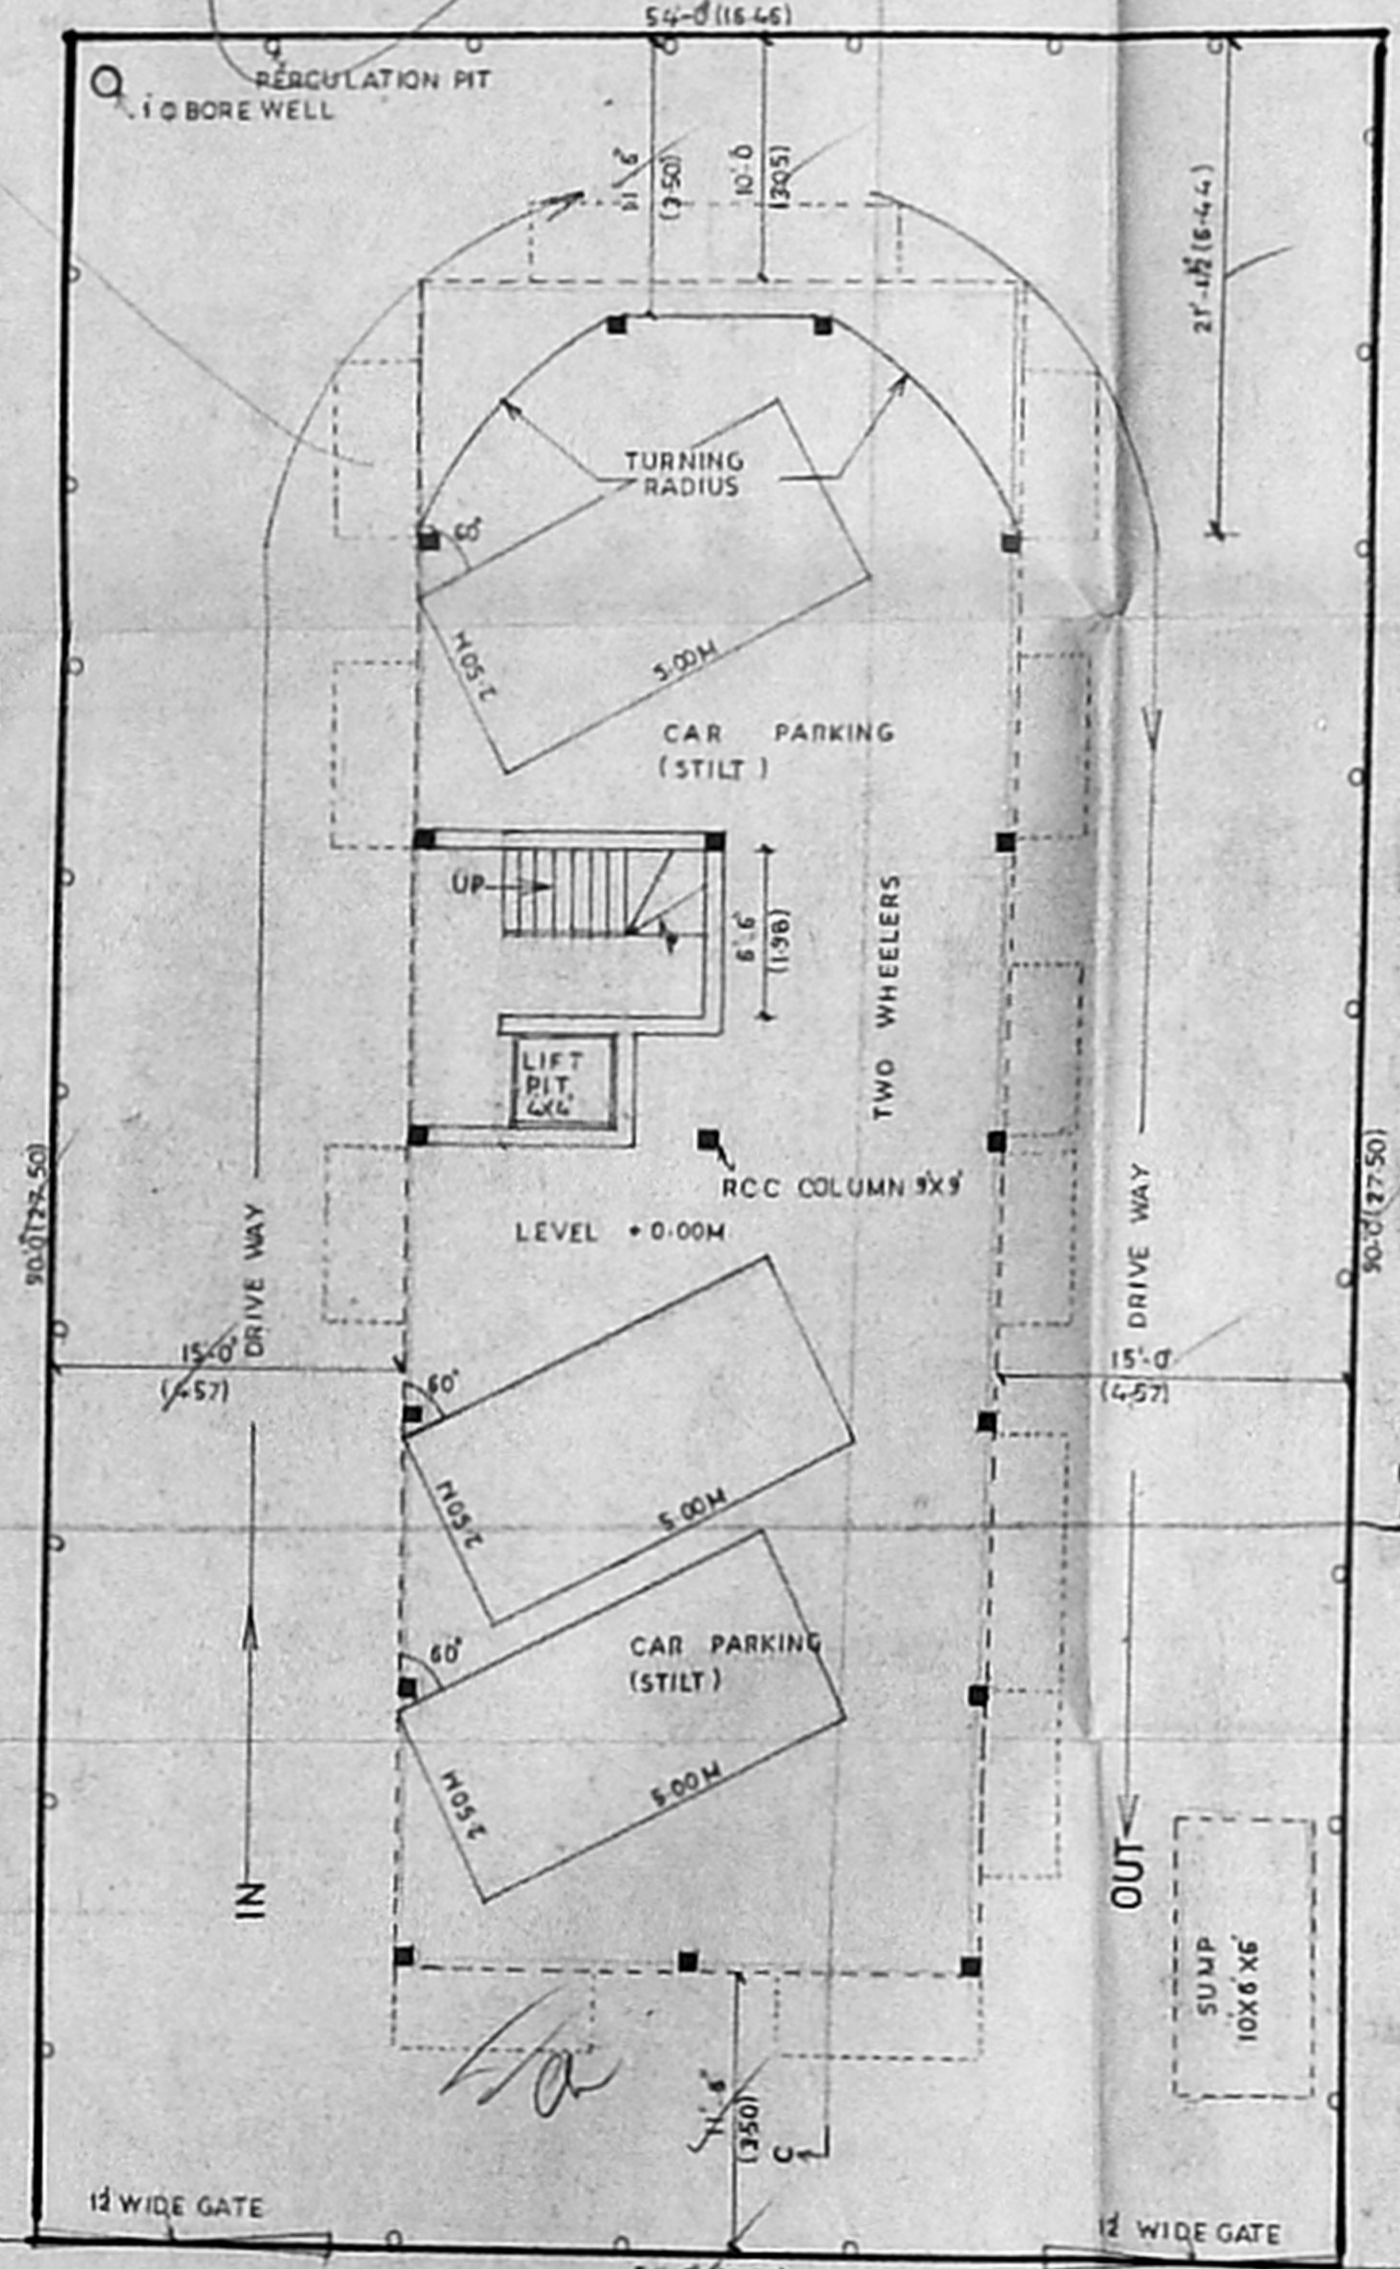 54'-0"(16.46)
PERCULATION PIT
1'Φ BORE WELL
11'-6"
(3.50)
10'-0
(3.05)
21'-1½"(6.44)
TURNING
RADIUS
60°
2.50M
5.00M
CAR PARKING
(STILT)
UP
6'-6"
(1.98)
TWO WHEELERS
LIFT
PIT
4'X4'
RCC COLUMN 9"X9"
LEVEL +0.00M
90'-0"(27.50)
DRIVE WAY
15'-0"
(4.57)
DRIVE WAY
15'-0"
(4.57)
90'-0"(27.50)
60°
2.50M
5.00M
60°
CAR PARKING
(STILT)
2.50M
5.00M
IN
OUT
SUMP
10'X6'X6'
11'-6"
(3.50)
C
12' WIDE GATE
12' WIDE GATE